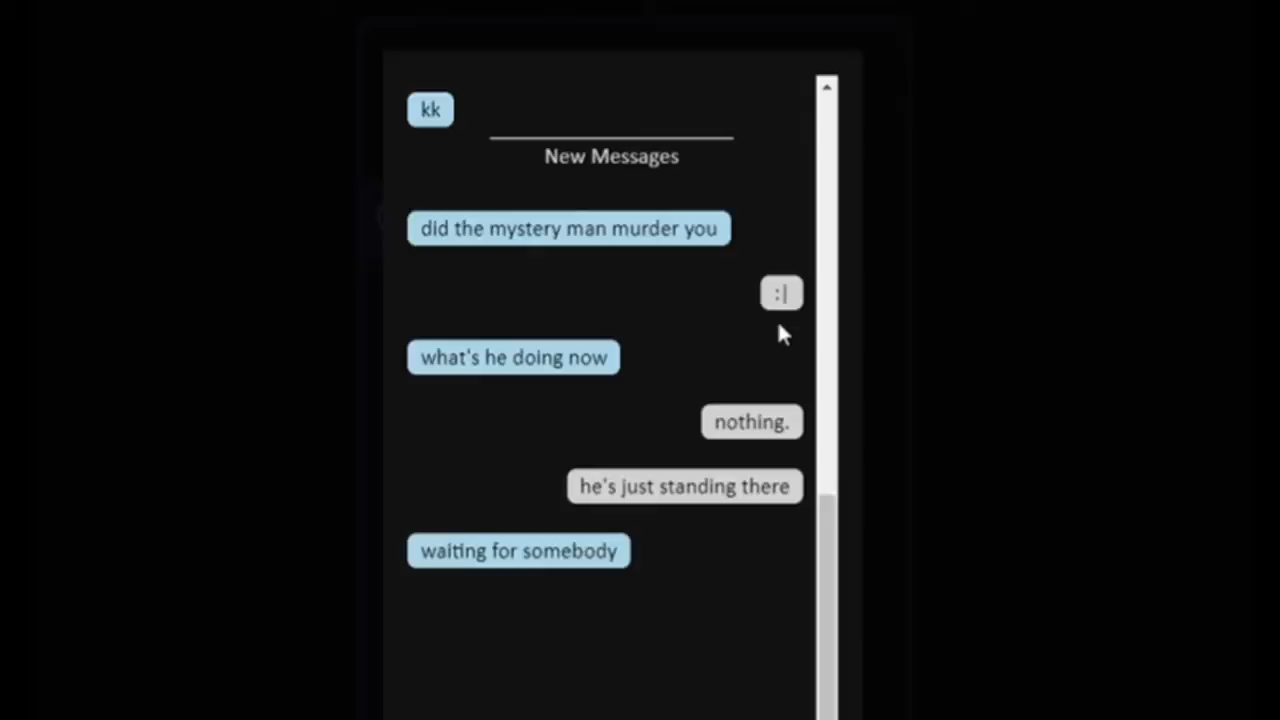 kk
New Messages
did the mystery man murder you
:|
what's he doing now
nothing.
he's just standing there
waiting for somebody